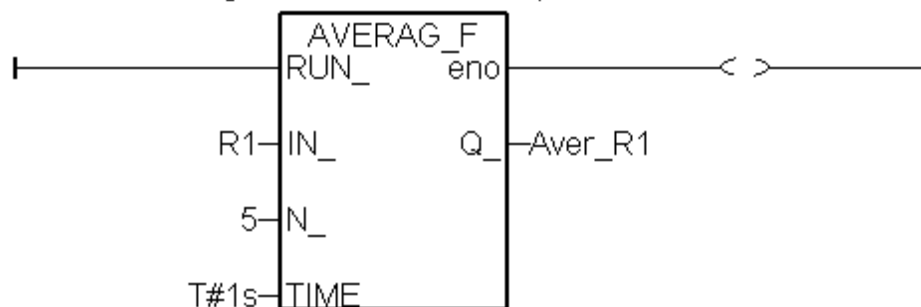 AVERAG_F
RUN_ eno
R1 IN_ Q_ Aver_R1
5 N_
T#1s TIME